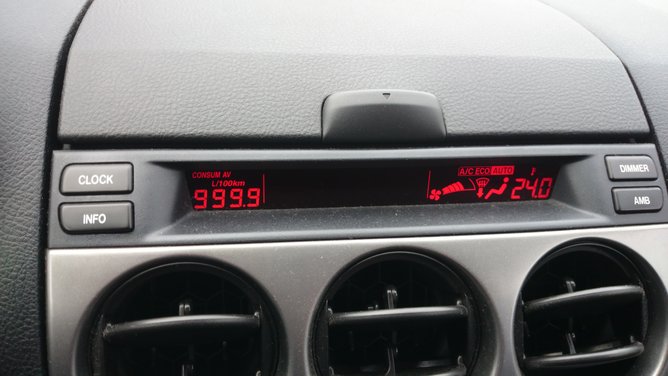 CLOCK
INFO
CONSUM AV
L/100km
999.9
A/C ECO AUTO
24.0
DIMMER
AMB